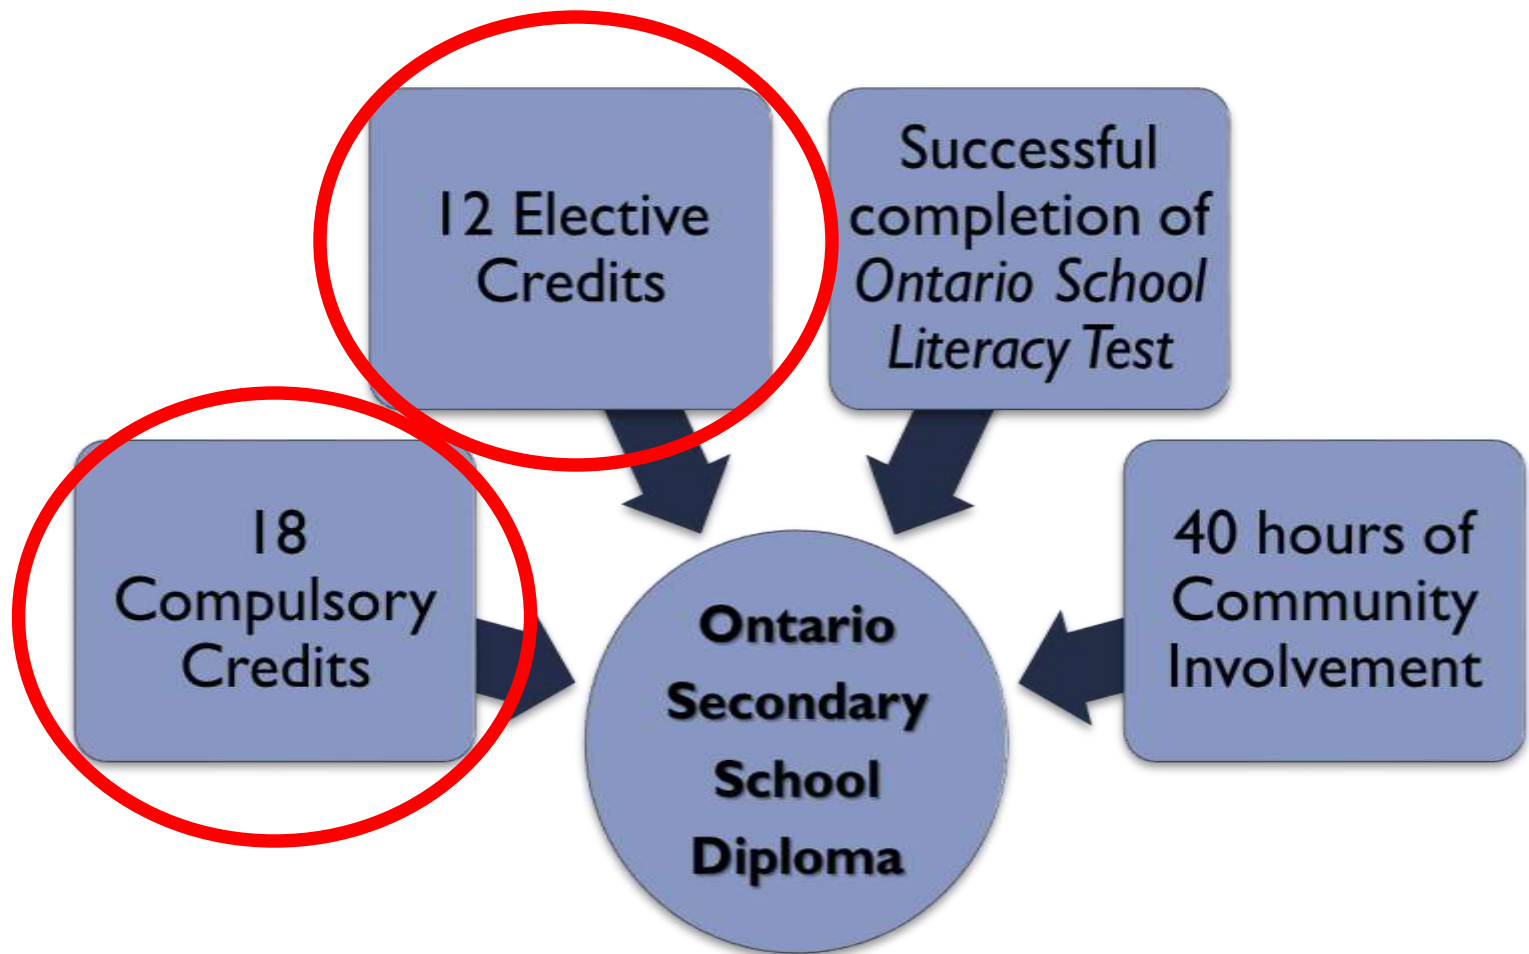 12 Elective
Credits
Successful
completion of
Ontario School
Literacy Test
18
Compulsory
Credits
40 hours of
Community
Involvement
Ontario
Secondary
School
Diploma